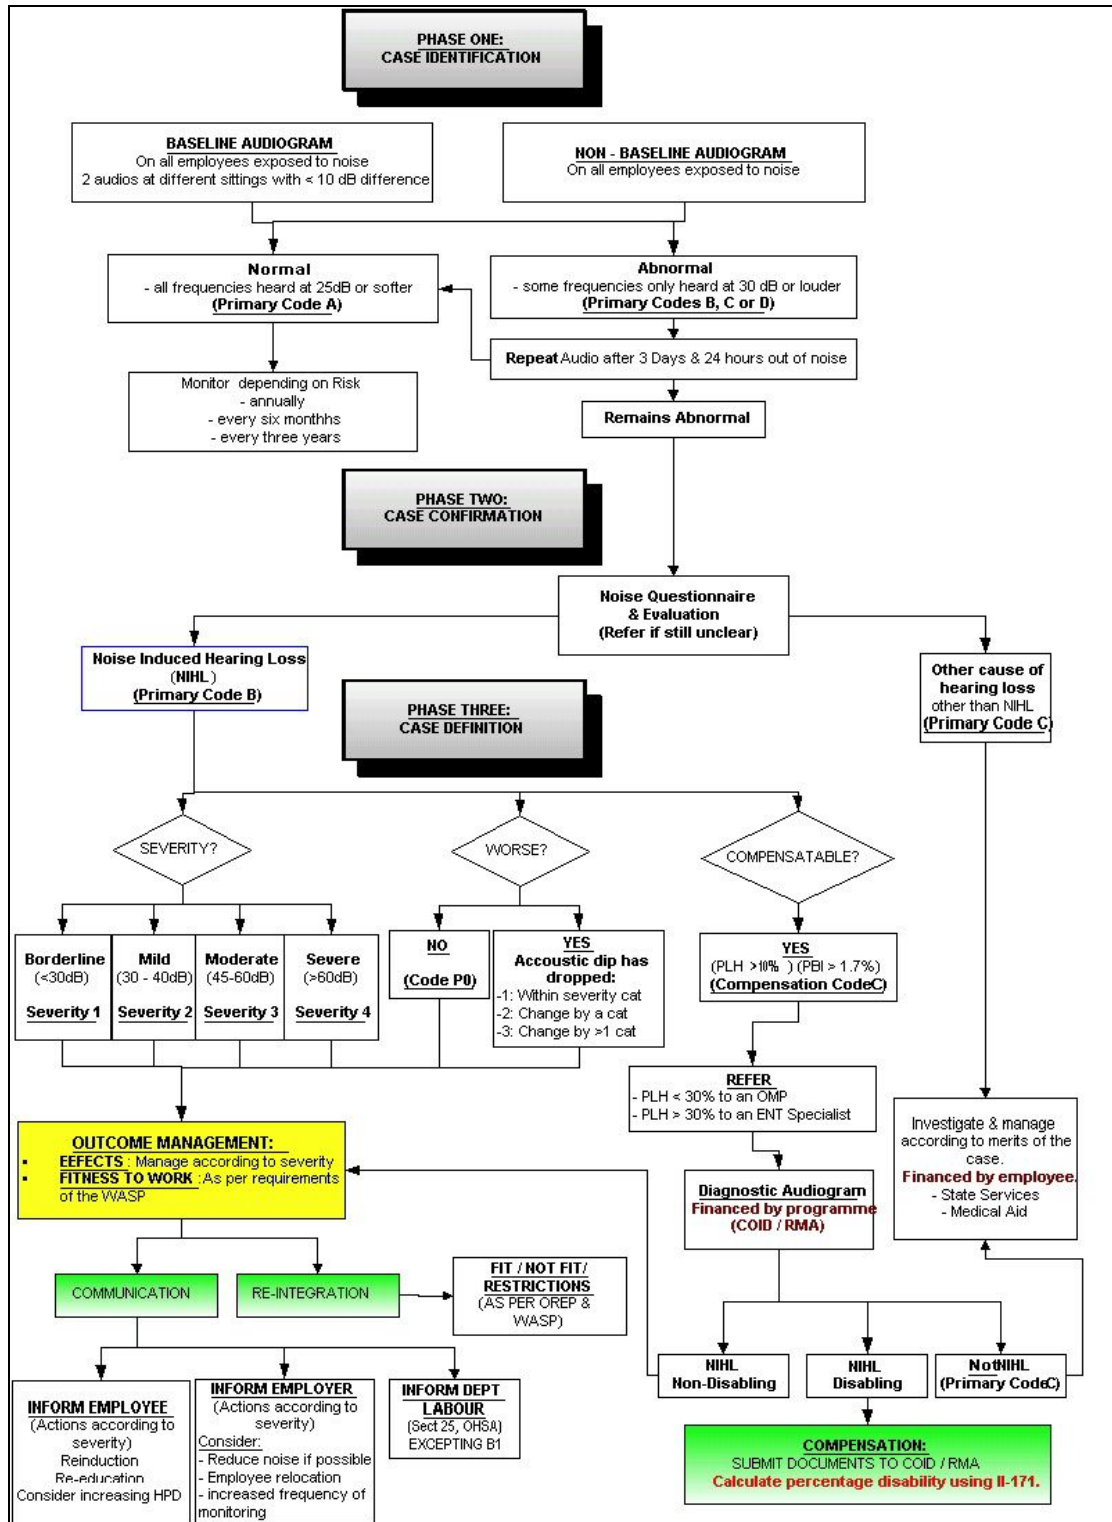 PHASE ONE:
CASE IDENTIFICATION
BASELINE AUDIOGRAM
On all employees exposed to noise
2 audios at different sittings with < 10 dB difference
NON - BASELINE AUDIOGRAM
On all employees exposed to noise
Normal
- all frequencies heard at 25dB or softer
(Primary Code A)
Abnormal
- some frequencies only heard at 30 dB or louder
(Primary Codes B, C or D)
Repeat Audio after 3 Days & 24 hours out of noise
Monitor depending on Risk
- annually
- every six monthhs
- every three years
Remains Abnormal
PHASE TWO:
CASE CONFIRMATION
Noise Questionnaire
& Evaluation
(Refer if still unclear)
Noise Induced Hearing Loss
(NIHL)
(Primary Code B)
Other cause of
hearing loss
other than NIHL
(Primary Code C)
PHASE THREE:
CASE DEFINITION
SEVERITY?
WORSE?
COMPENSATABLE?
Borderline
(<30dB)
Severity 1
Mild
(30 - 40dB)
Severity 2
Moderate
(45-60dB)
Severity 3
Severe
(>60dB)
Severity 4
NO
(Code P0)
YES
Accoustic dip has
dropped:
-1: Within severity cat
-2: Change by a cat
-3: Change by >1 cat
YES
(PLH >10% ) (PBI > 1.7%)
(Compensation CodeC)
REFER
- PLH < 30% to an OMP
- PLH > 30% to an ENT Specialist
Investigate & manage
according to merits of the
case.
Financed by employee.
- State Services
- Medical Aid
OUTCOME MANAGEMENT:
▪ EEFECTS : Manage according to severity
▪ FITNESS TO WORK : As per requirements
of the WASP
Diagnostic Audiogram
Financed by programme
(COID / RMA)
COMMUNICATION
RE-INTEGRATION
FIT / NOT FIT/
RESTRICTIONS
(AS PER OREP &
WASP)
NIHL
Non-Disabling
NIHL
Disabling
NotNIHL
(Primary CodeC)
INFORM EMPLOYEE
(Actions according to
severity)
Reinduction
Re-education
Consider increasing HPD
INFORM EMPLOYER
(Actions according to
severity)
Consider:
- Reduce noise if possible
- Employee relocation
- increased frequency of
monitoring
INFORM DEPT
LABOUR
(Sect 25, OHSA)
EXCEPTING B1
COMPENSATION:
SUBMIT DOCUMENTS TO COID / RMA
Calculate percentage disability using II-171.